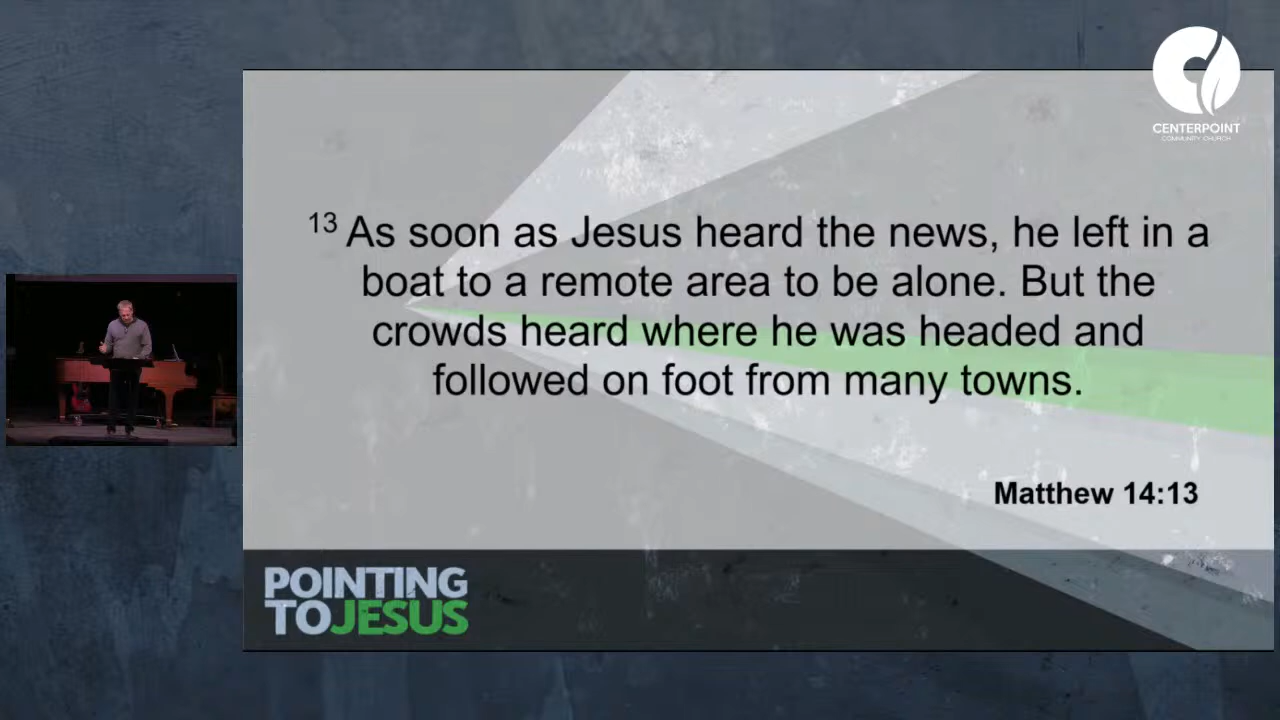 CENTERPOINT
COMMUNITY CHURCH
13 As soon as Jesus heard the news, he left in a
boat to a remote area to be alone. But the
crowds heard where he was headed and
followed on foot from many towns.
Matthew 14:13
POINTING
TO JESUS